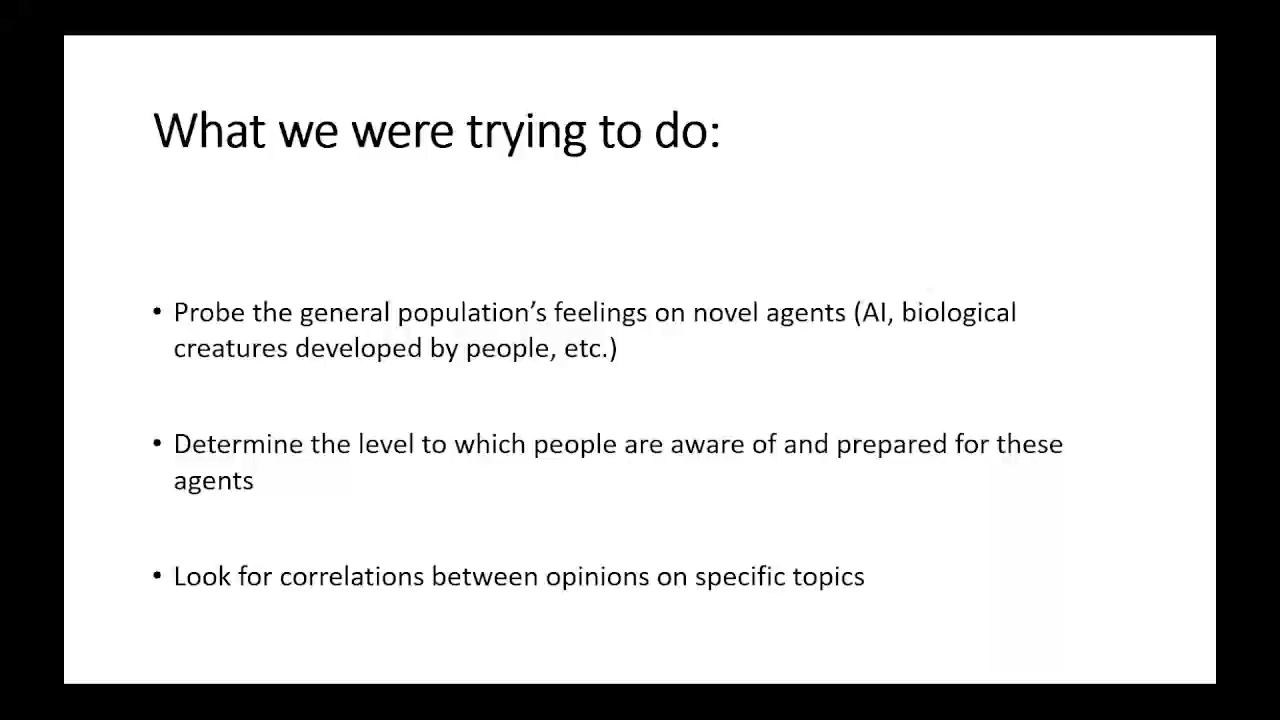 What we were trying to do:
• Probe the general population’s feelings on novel agents (AI, biological
creatures developed by people, etc.)
• Determine the level to which people are aware of and prepared for these
agents
• Look for correlations between opinions on specific topics